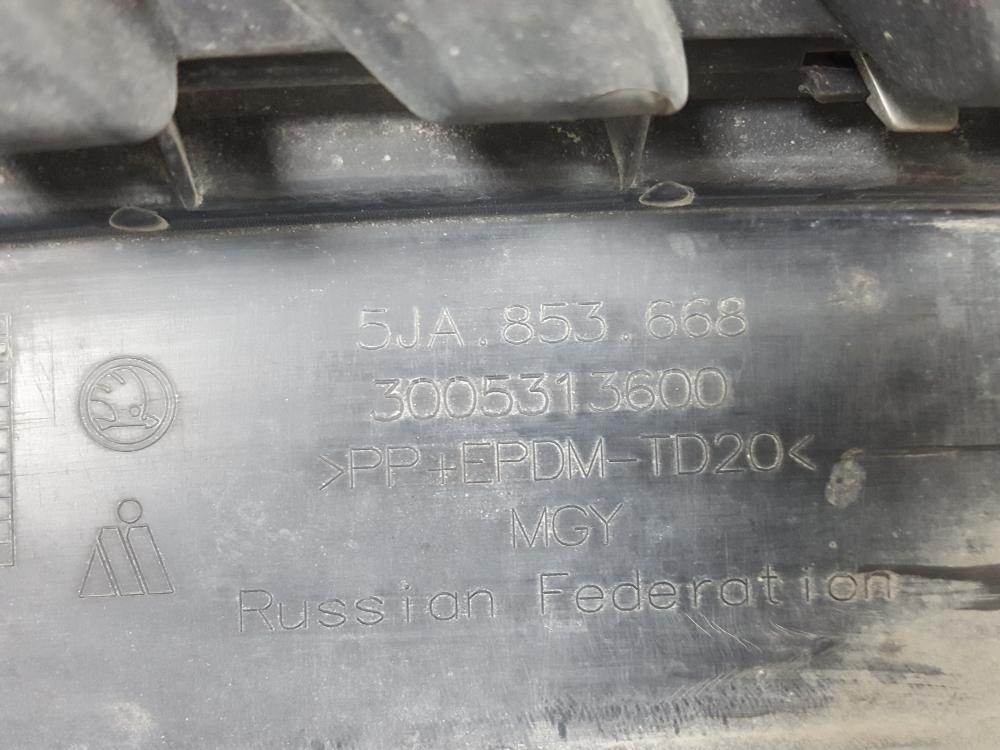 5JA.853.668
3005313600
>PP+EPDM-TD20<
MGY
Russian Federation